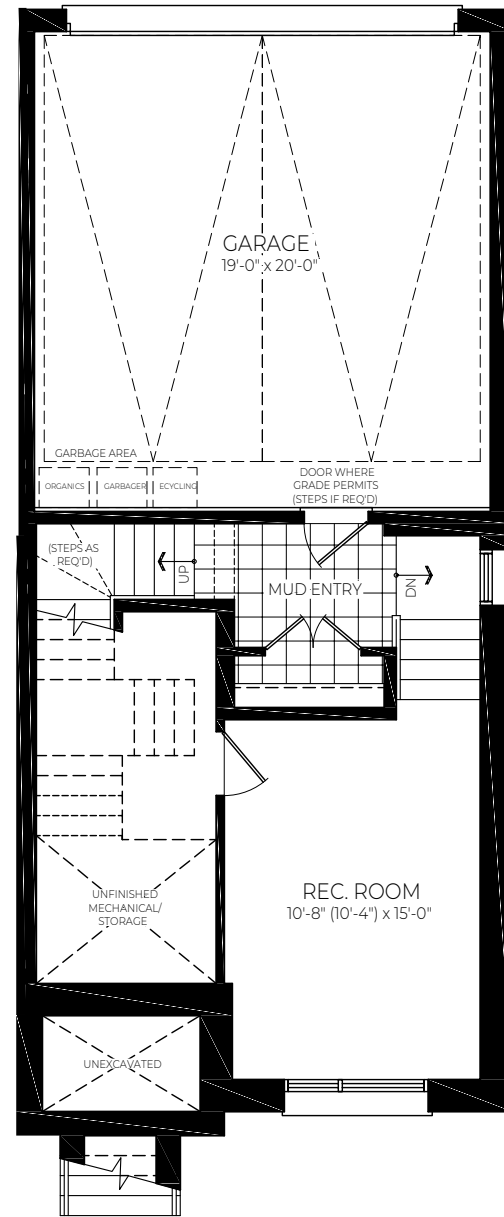 GARAGE
19'-0" x 20'-0"
GARBAGE AREA
ORGANICS
GARBAGER
ECYCLING
DOOR WHERE
GRADE PERMITS
(STEPS IF REQ'D)
(STEPS AS
REQ'D)
UP
MUD ENTRY
DN
REC. ROOM
10'-8" (10'-4") x 15'-0"
UNFINISHED
MECHANICAL/
STORAGE
UNEXCAVATED